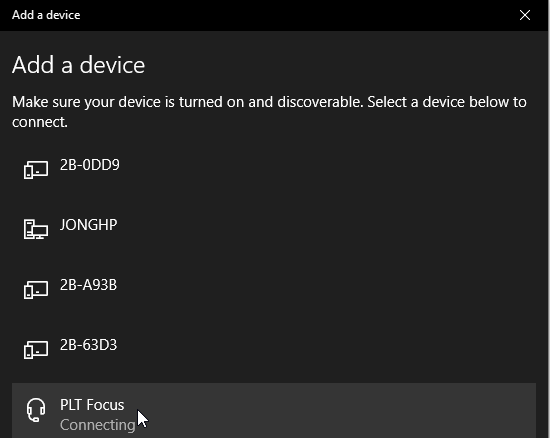 Add a device
Add a device
Make sure your device is turned on and discoverable. Select a device below to
connect.
2B-0DD9
JONGHP
2B-A93B
2B-63D3
PLT Focus
Connecting